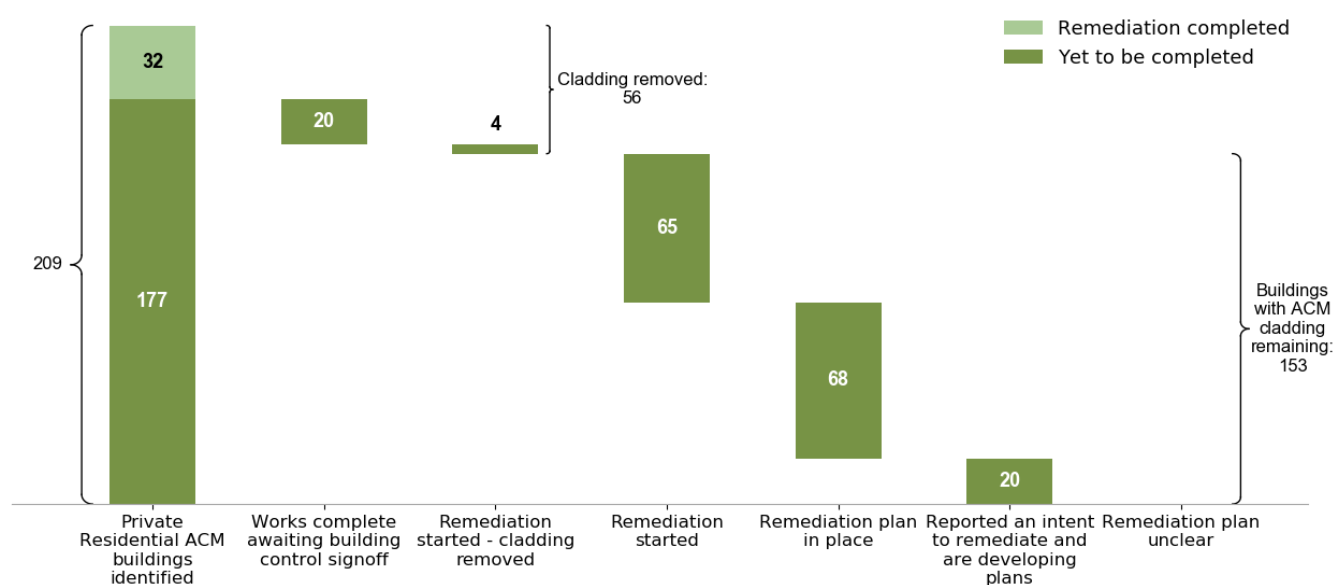 Remediation completed
Yet to be completed
32
20
4
Cladding removed:
56
65
209
177
68
20
Buildings
with ACM
cladding
remaining:
153
Private
Residential ACM
buildings
identified
Works complete
awaiting building
control signoff
Remediation
started - cladding
removed
Remediation
started
Remediation plan
in place
Reported an intent
to remediate and
are developing
plans
Remediation plan
unclear